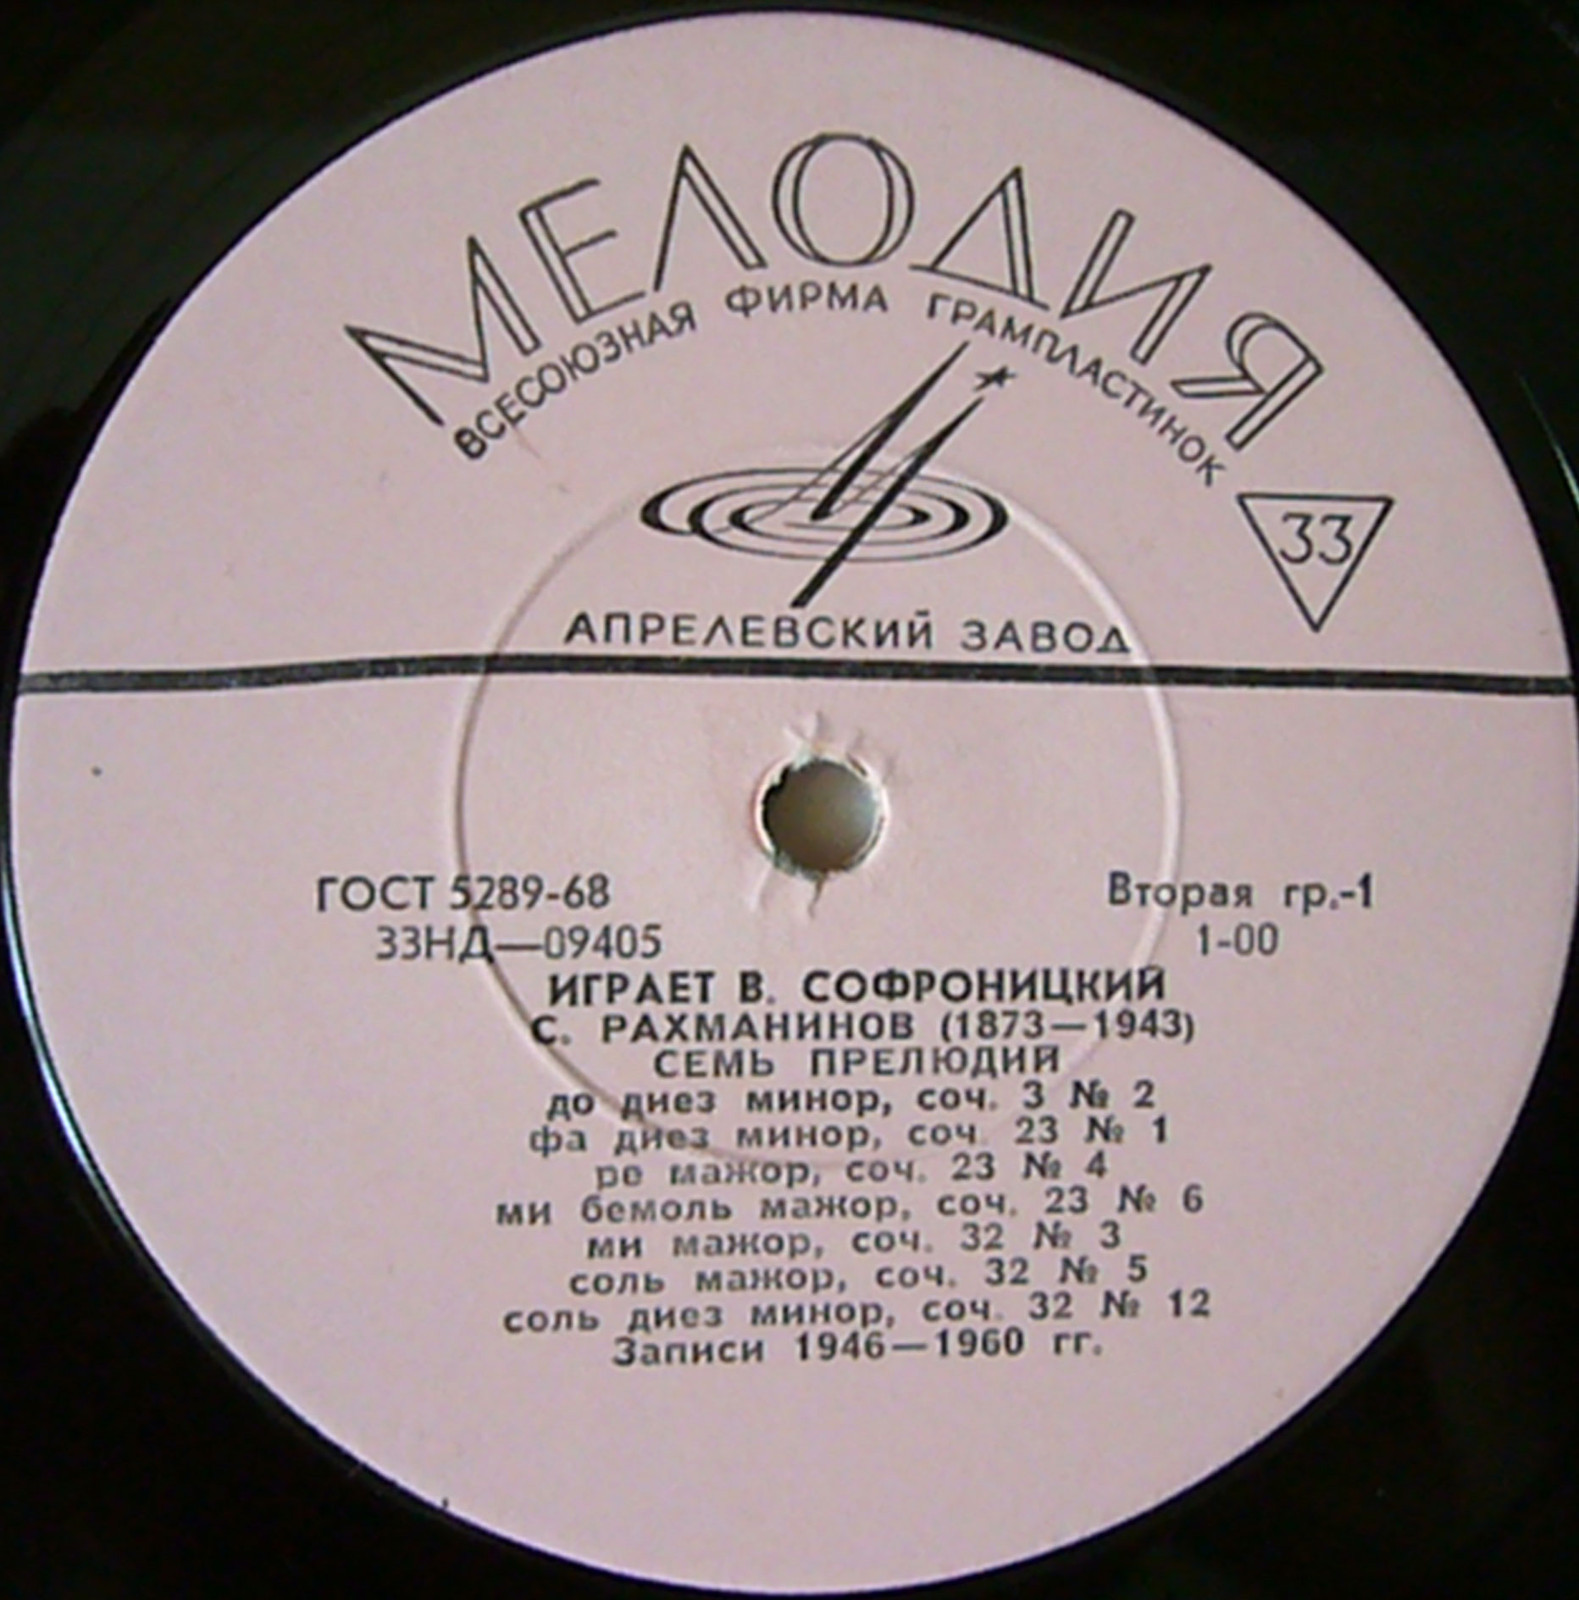 МЕЛОДИЯ
ВСЕСОЮЗНАЯ ФИРМА ГРАМПЛАСТИНОК
33
АПРЕЛЕВСКИЙ ЗАВОД
ГОСТ 5289-68
Вторая гр.-1
33НД—09405
1-00
ИГРАЕТ В. СОФРОНИЦКИЙ
С. РАХМАНИНОВ (1873—1943)
СЕМЬ ПРЕЛЮДИЙ
до диез минор, соч. 3 № 2
фа диез минор, соч. 23 № 1
ре мажор, соч. 23 № 4
ми бемоль мажор, соч. 23 № 6
ми мажор, соч. 32 № 3
соль мажор, соч. 32 № 5
соль диез минор, соч. 32 № 12
Записи 1946—1960 гг.